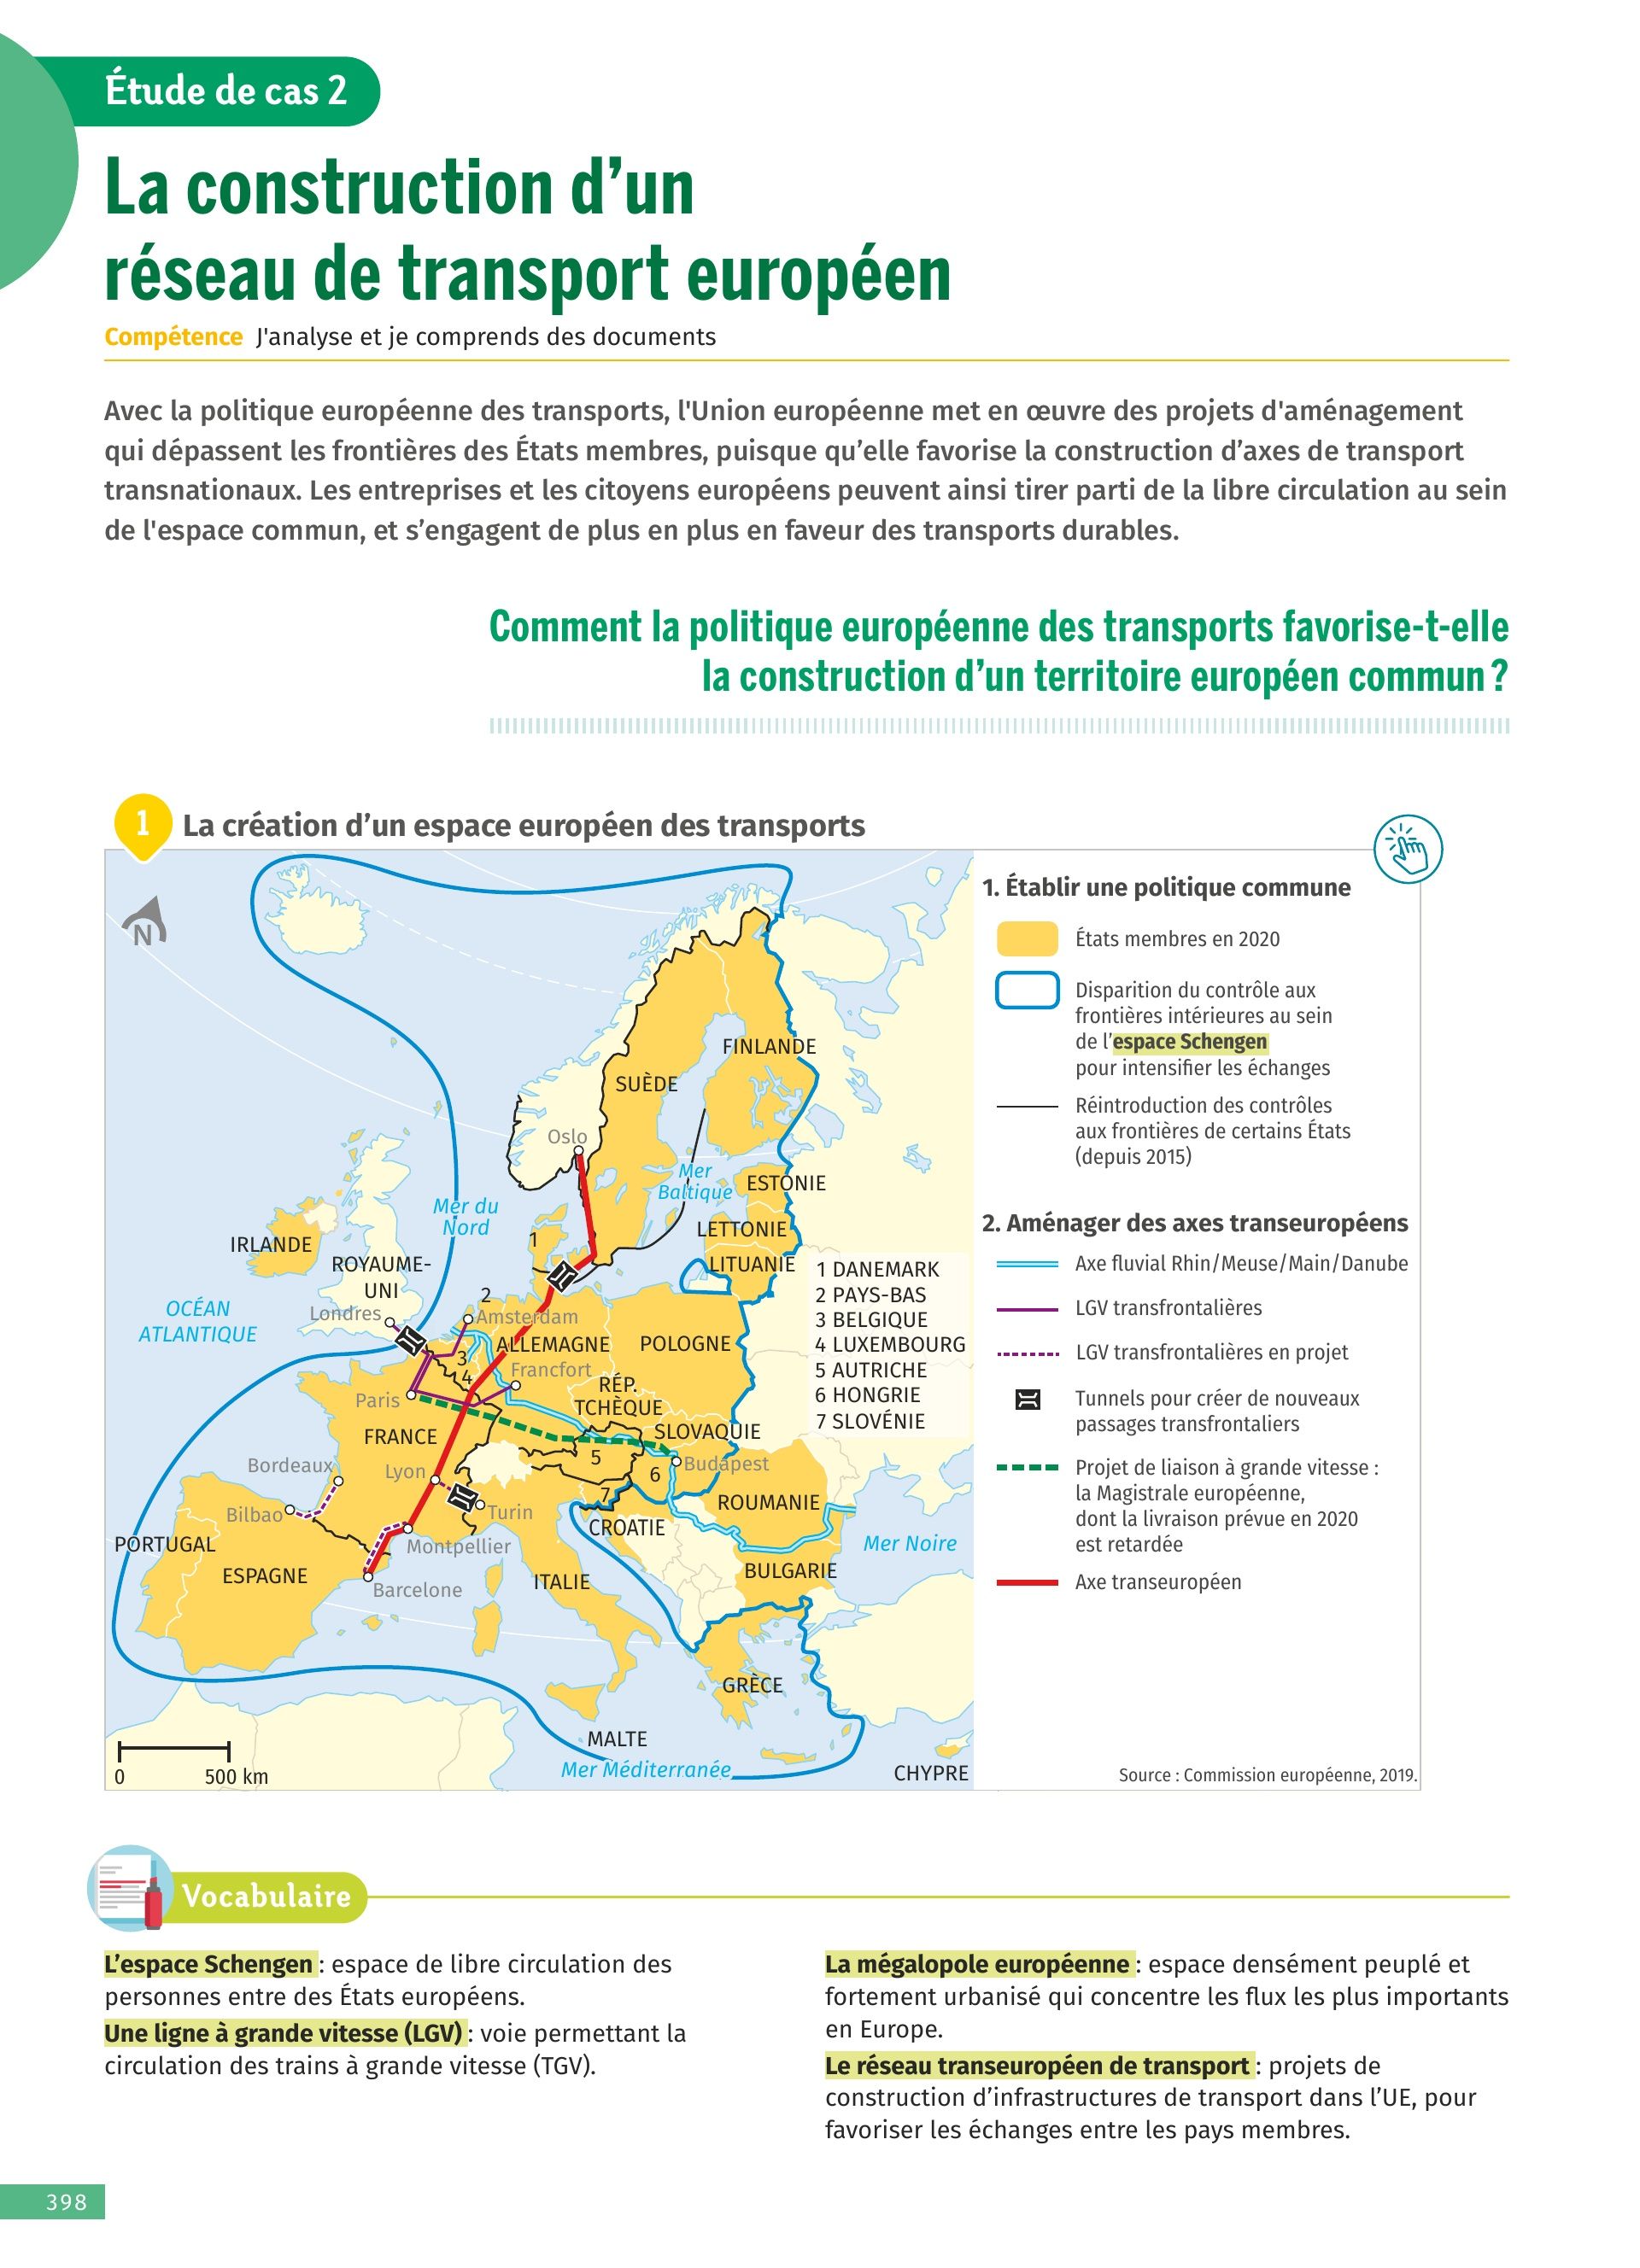 Étude de cas 2
La construction d’un
réseau de transport européen
Compétence J'analyse et je comprends des documents
Avec la politique européenne des transports, l'Union européenne met en œuvre des projets d'aménagement
qui dépassent les frontières des États membres, puisque qu’elle favorise la construction d’axes de transport
transnationaux. Les entreprises et les citoyens européens peuvent ainsi tirer parti de la libre circulation au sein
de l'espace commun, et s’engagent de plus en plus en faveur des transports durables.
Comment la politique européenne des transports favorise-t-elle
la construction d’un territoire européen commun ?
1 La création d’un espace européen des transports
N
FINLANDE
SUÈDE
Oslo
Mer
Baltique
ESTONIE
Mer du
Nord
LETTONIE
1
IRLANDE
ROYAUME-
UNI
LITUANIE
2
OCÉAN
ATLANTIQUE
Londres
Amsterdam
ALLEMAGNE
POLOGNE
3
4
Francfort
RÉP.
TCHÈQUE
Paris
FRANCE
SLOVAQUIE
5
6
Budapest
Bordeaux
Lyon
7
Bilbao
Turin
ROUMANIE
CROATIE
PORTUGAL
Montpellier
Mer Noire
ESPAGNE
Barcelone
ITALIE
BULGARIE
GRÈCE
MALTE
Mer Méditerranée
CHYPRE
0 500 km
1 DANEMARK
2 PAYS-BAS
3 BELGIQUE
4 LUXEMBOURG
5 AUTRICHE
6 HONGRIE
7 SLOVÉNIE
1. Établir une politique commune
États membres en 2020
Disparition du contrôle aux
frontières intérieures au sein
de l’espace Schengen
pour intensifier les échanges
Réintroduction des contrôles
aux frontières de certains États
(depuis 2015)
2. Aménager des axes transeuropéens
Axe fluvial Rhin/Meuse/Main/Danube
LGV transfrontalières
LGV transfrontalières en projet
Tunnels pour créer de nouveaux
passages transfrontaliers
Projet de liaison à grande vitesse :
la Magistrale européenne,
dont la livraison prévue en 2020
est retardée
Axe transeuropéen
Source : Commission européenne, 2019.
Vocabulaire
L’espace Schengen : espace de libre circulation des
personnes entre des États européens.
Une ligne à grande vitesse (LGV) : voie permettant la
circulation des trains à grande vitesse (TGV).
La mégalopole européenne : espace densément peuplé et
fortement urbanisé qui concentre les flux les plus importants
en Europe.
Le réseau transeuropéen de transport : projets de
construction d’infrastructures de transport dans l’UE, pour
favoriser les échanges entre les pays membres.
398